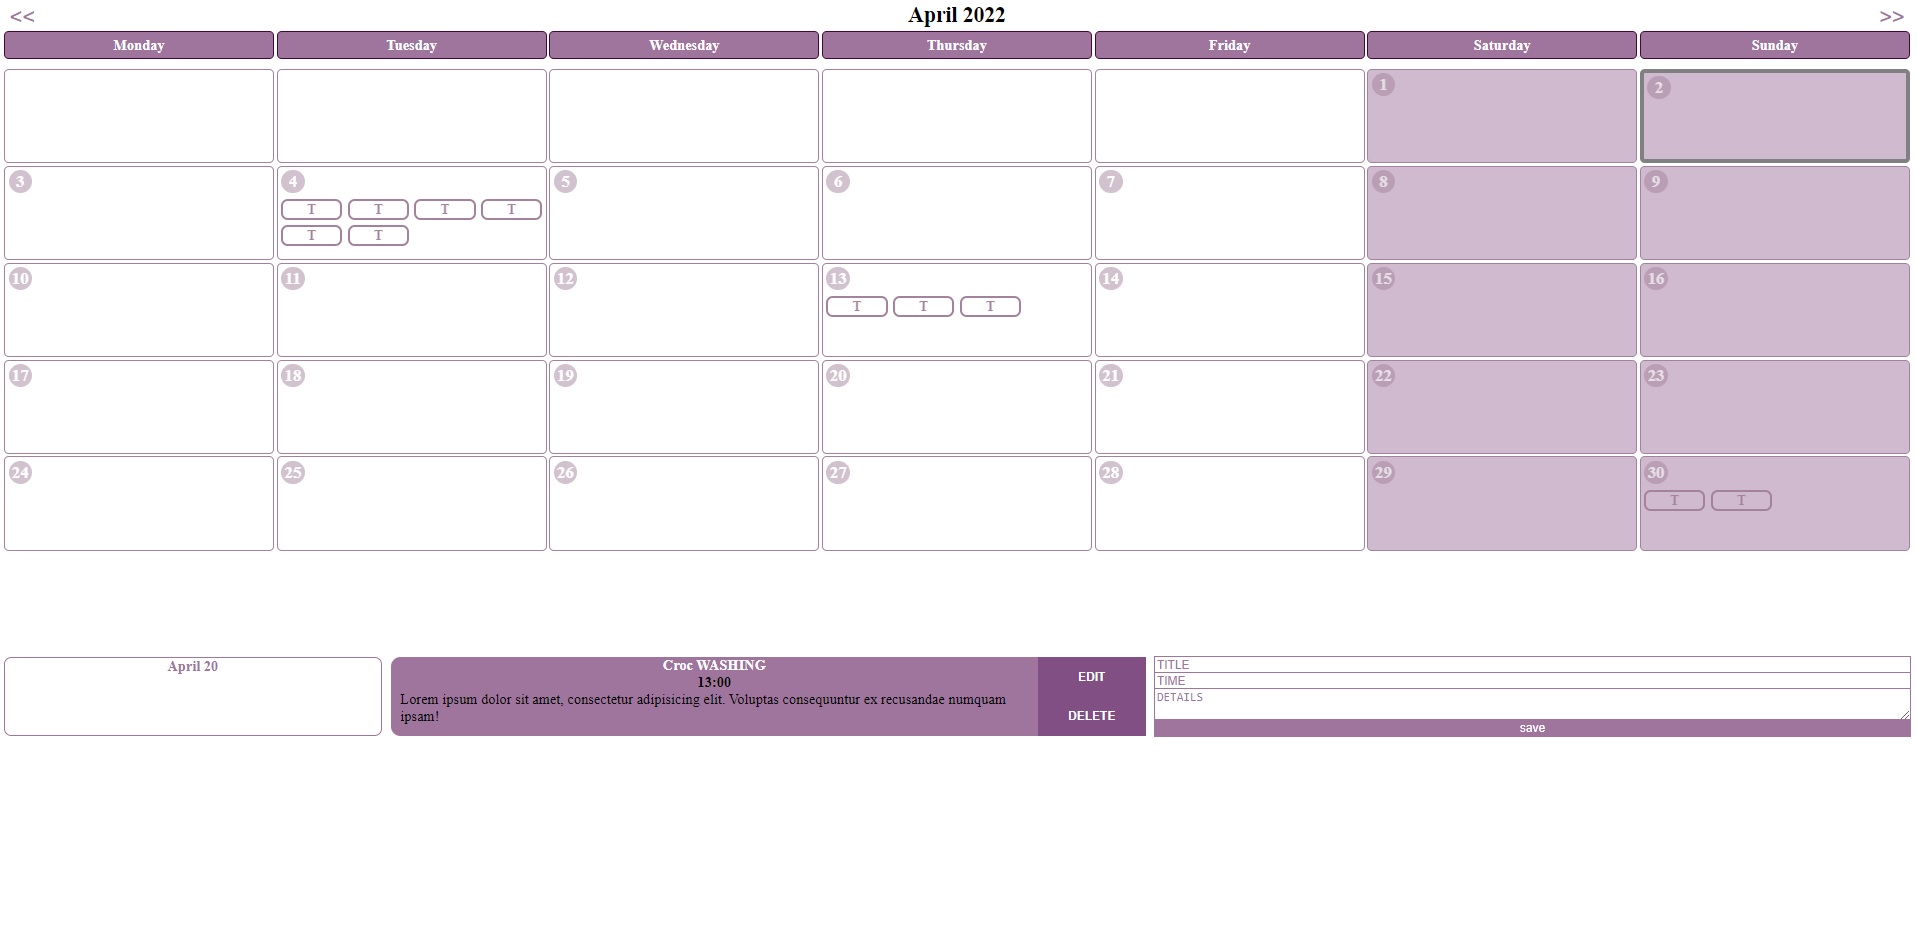 << April 2022 >>
Monday Tuesday Wednesday Thursday Friday Saturday Sunday
1 2
3 4 5 6 7 8 9
T T T T
T T
10 11 12 13 14 15 16
T T T
17 18 19 20 21 22 23
24 25 26 27 28 29 30
T T
April 20
Croc WASHING
13:00
Lorem ipsum dolor sit amet, consectetur adipisicing elit. Voluptas consequuntur ex recusandae numquam
ipsam!
EDIT
DELETE
TITLE
TIME
DETAILS
save